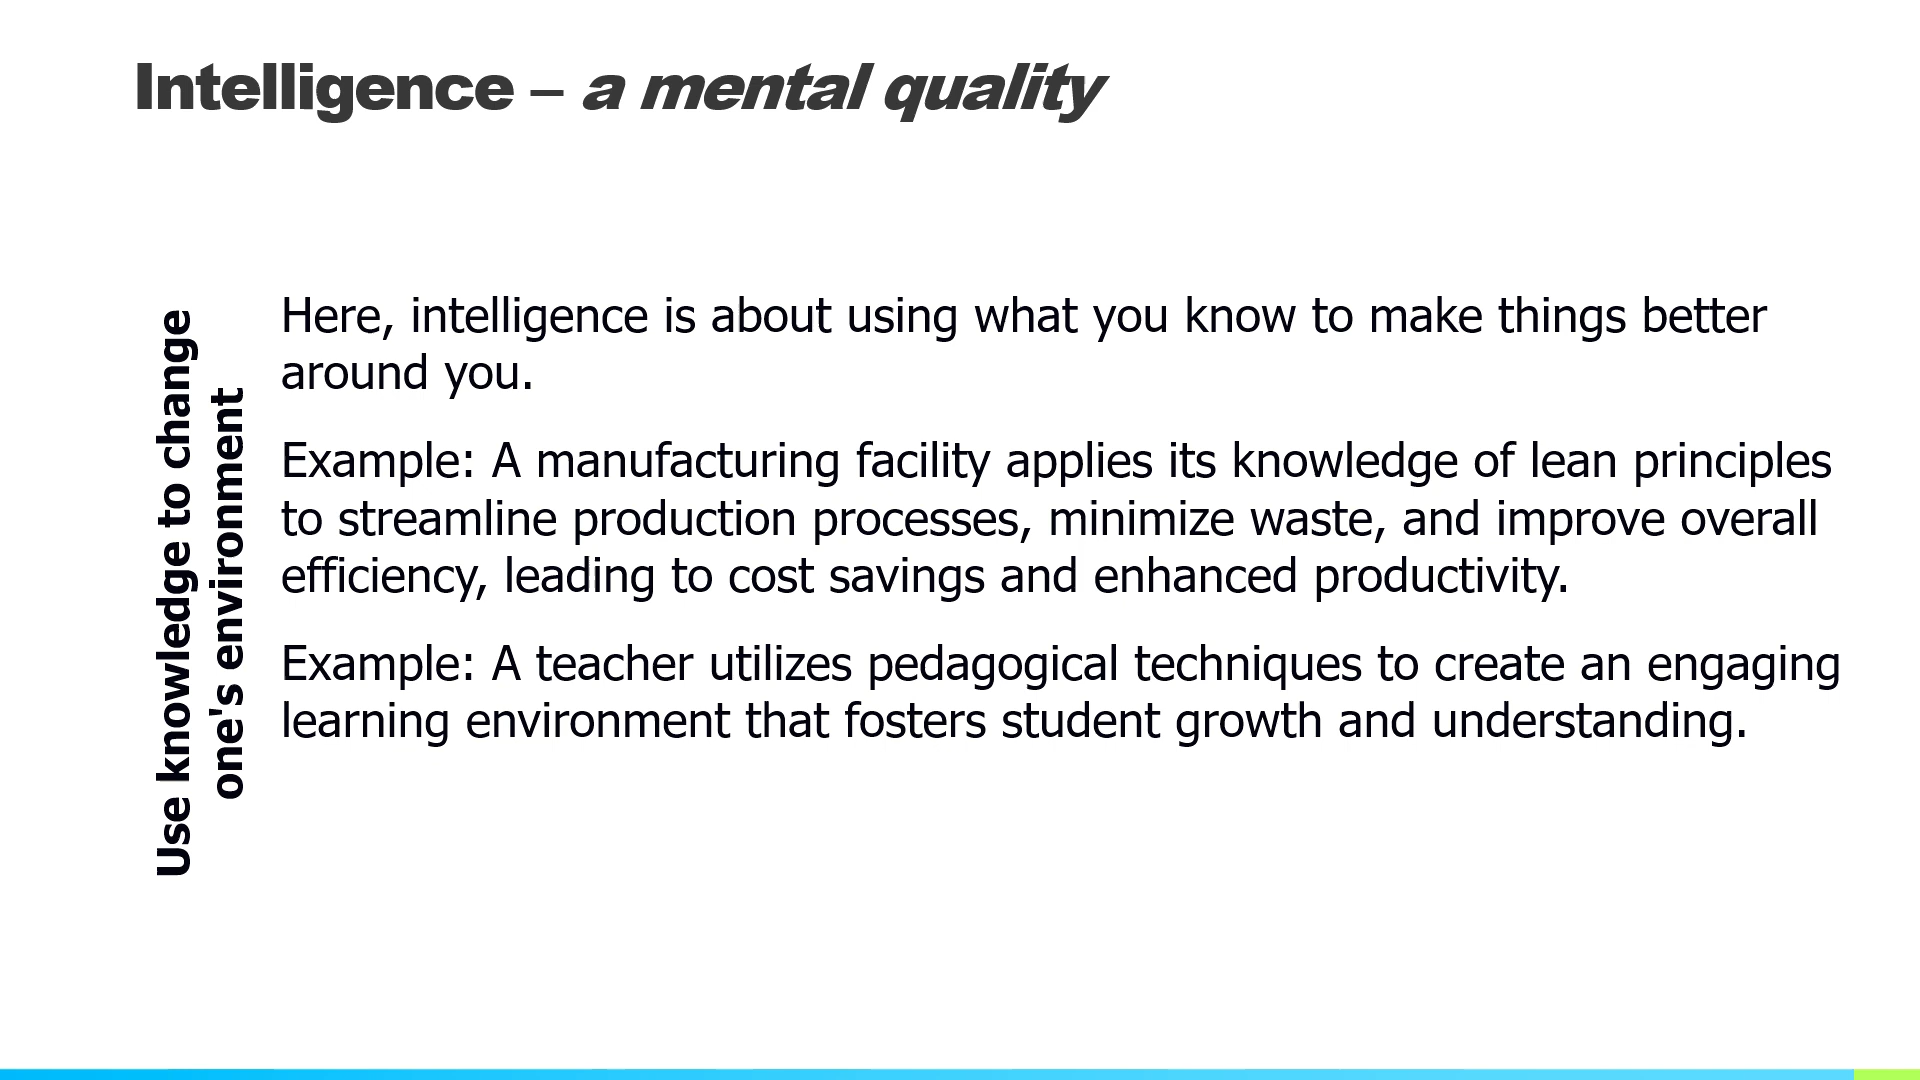 Intelligence – a mental quality
Use knowledge to change
one's environment
Here, intelligence is about using what you know to make things better
around you.
Example: A manufacturing facility applies its knowledge of lean principles
to streamline production processes, minimize waste, and improve overall
efficiency, leading to cost savings and enhanced productivity.
Example: A teacher utilizes pedagogical techniques to create an engaging
learning environment that fosters student growth and understanding.